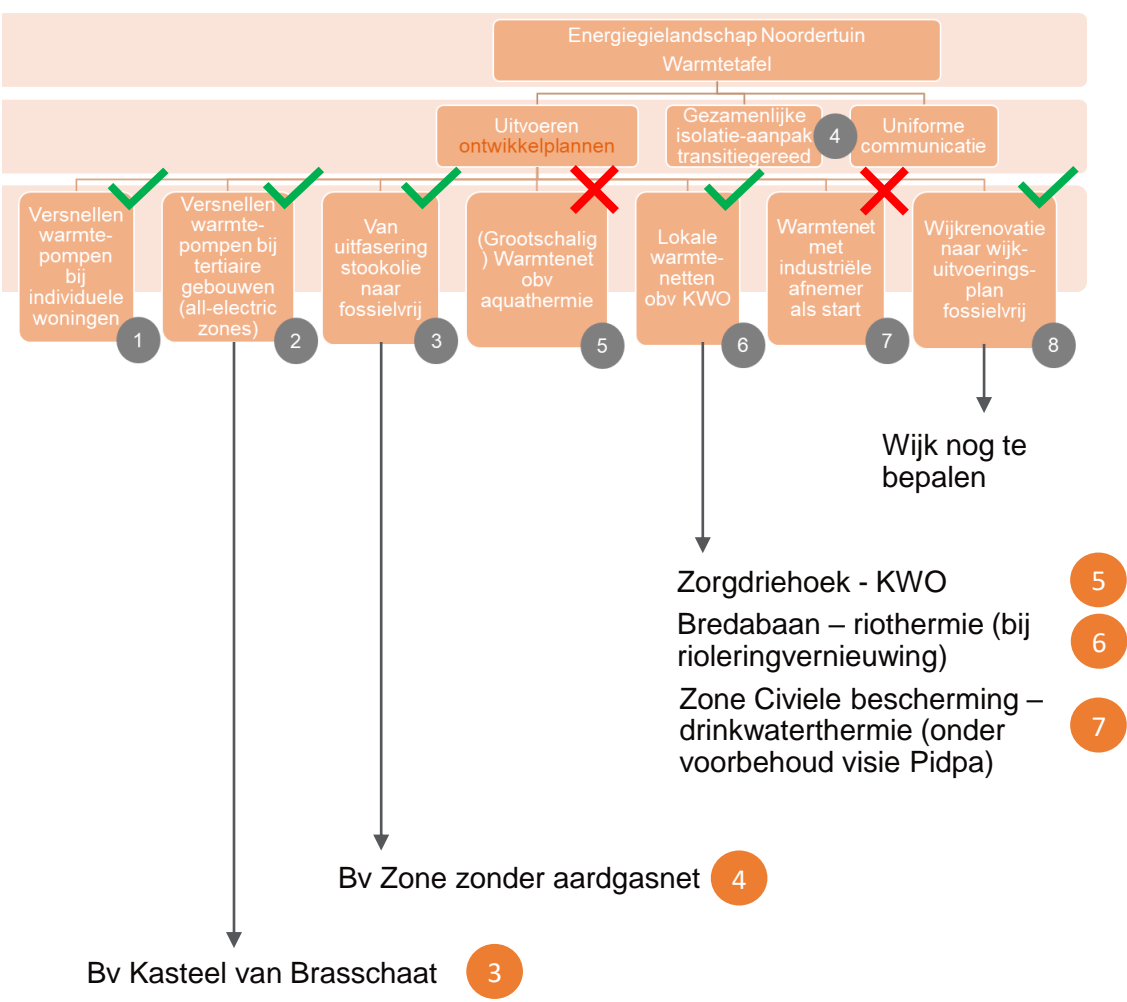 Energiegielandschap Noordertuin
Warmtetafel
Uitvoeren
ontwikkelplannen
Gezamenlijke
isolatie-aanpak
transitiegereed
4
Uniforme
communicatie
Versnellen
warmte-
pompen
bij
individuele
woningen
1
Versnellen
warmte-
pompen bij
tertiaire
gebouwen
(all-electric
zones)
2
Van
uitfasering
stookolie
naar
fossielvrij
3
(Grootschalig
) Warmtenet
obv
aquathermie
5
Lokale
warmte-
netten
obv KWO
6
Warmtenet
met
industriële
afnemer
als start
7
Wijkrenovatie
naar wijk-
uitvoerings-
plan
fossielvrij
8
Wijk nog te
bepalen
Zorgdriehoek - KWO
5
Bredabaan – riothermie (bij
rioleringvernieuwing)
6
Zone Civiele bescherming –
drinkwaterthermie (onder
voorbehoud visie Pidpa)
7
Bv Zone zonder aardgasnet
4
Bv Kasteel van Brasschaat
3